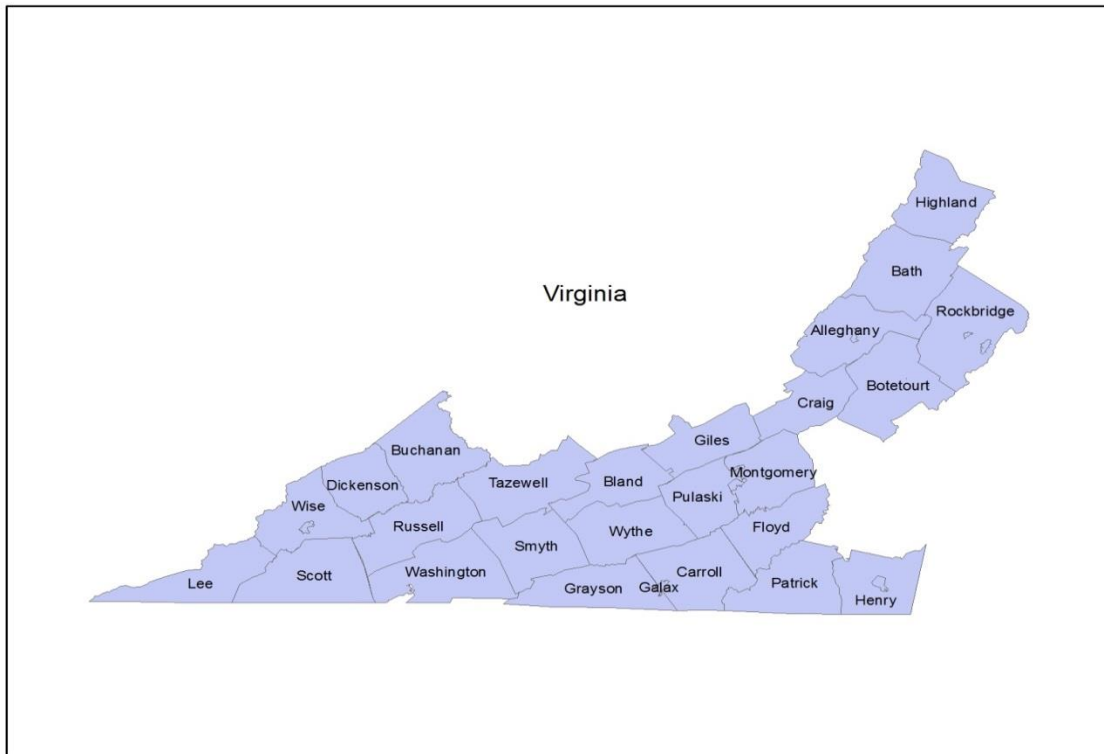 Highland
Bath
Virginia
Rockbridge
Alleghany
Botetourt
Craig
Giles
Buchanan
Montgomery
Tazewell
Bland
Dickenson
Pulaski
Wise
Russell
Floyd
Wythe
Smyth
Washington
Carroll
Scott
Lee
Patrick
Grayson
Galax
Henry